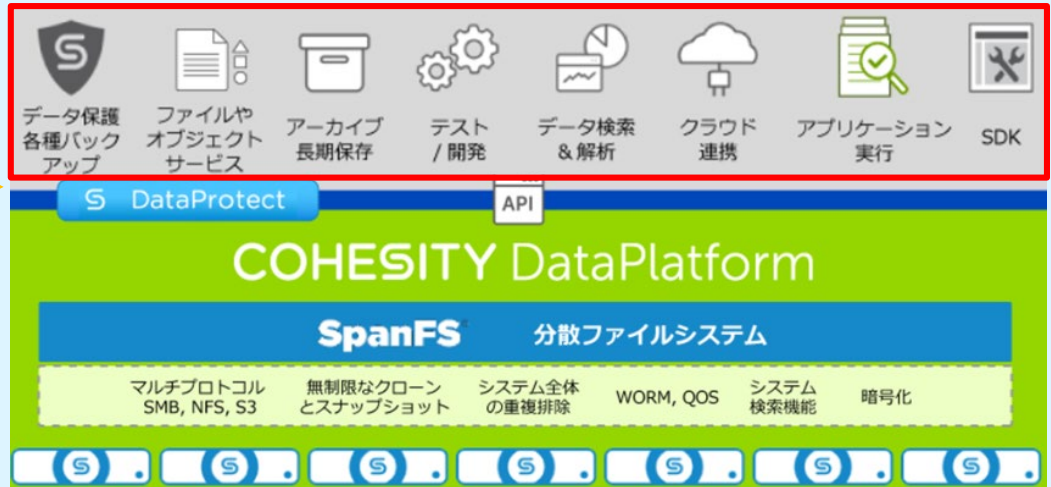 データ保護
各種バック
アップ
ファイルや
オブジェクト
サービス
アーカイブ
長期保存
テスト
/ 開発
データ検索
& 解析
クラウド
連携
アプリケーション
実行
SDK
DataProtect
API
COHESITY DataPlatform
SpanFS 分散ファイルシステム
マルチプロトコル
SMB, NFS, S3
無制限なクローン
とスナップショット
システム全体
の重複排除
WORM, QOS
システム
検索機能
暗号化